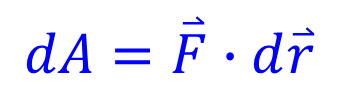 dA = F⃗ · dr⃗